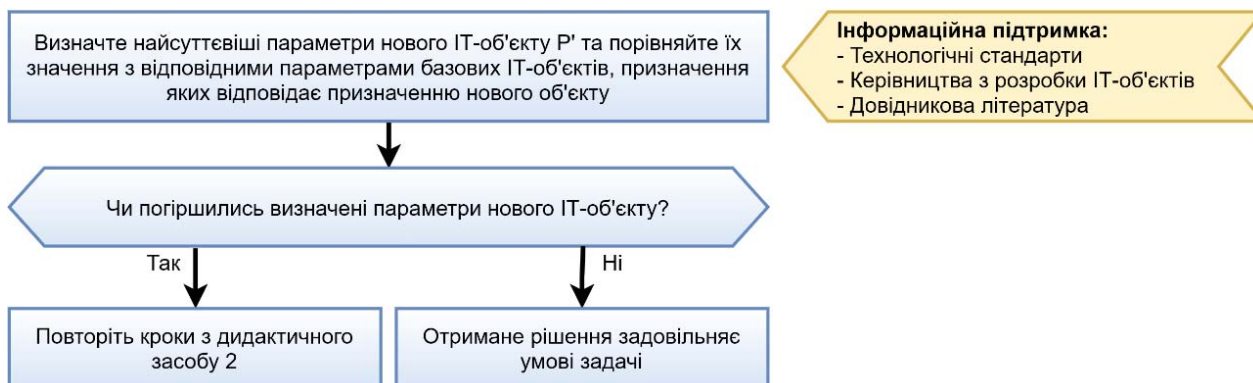 Визначте найсуттєвіші параметри нового ІТ-об'єкту Р' та порівняйте їх
значення з відповідними параметрами базових ІТ-об'єктів, призначення
яких відповідає призначенню нового об'єкту
Інформаційна підтримка:
- Технологічні стандарти
- Керівництва з розробки ІТ-об'єктів
- Довідникова література
Чи погіршились визначені параметри нового ІТ-об'єкту?
Так
Ні
Повторіть кроки з дидактичного
засобу 2
Отримане рішення задовільняє
умові задачі